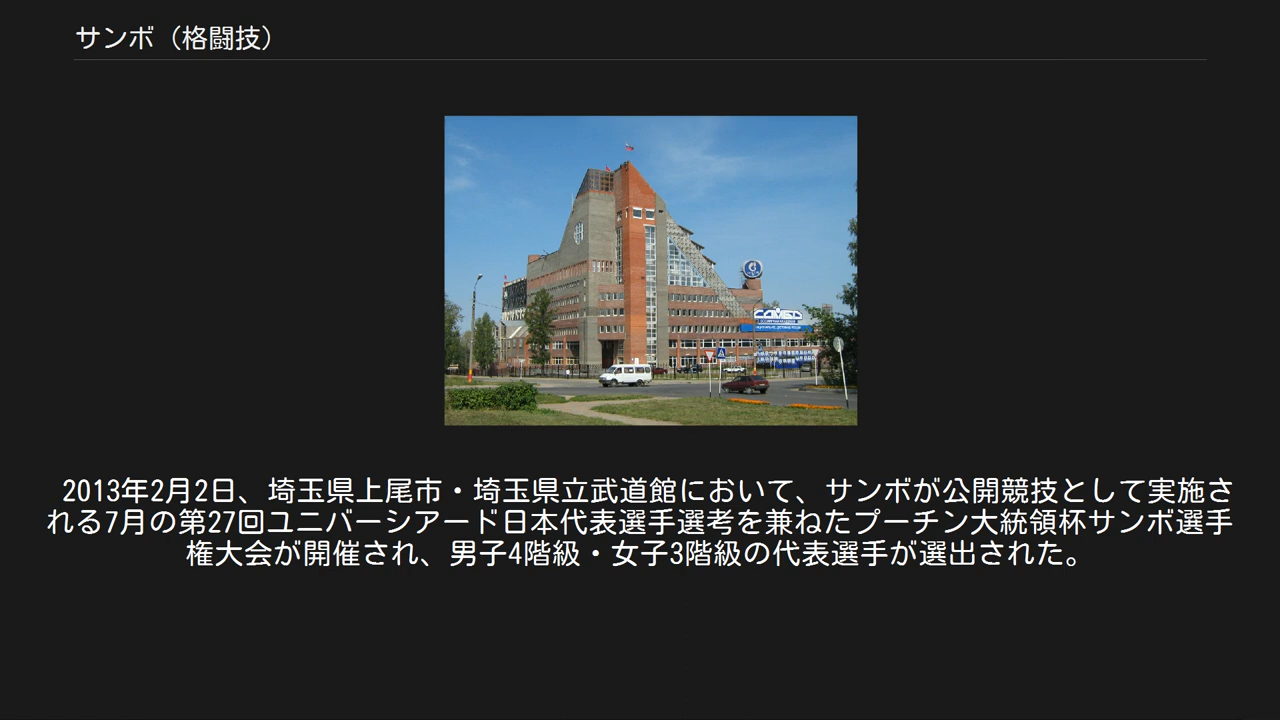 サンボ（格闘技）
САМБО
2013年2月2日、埼玉県上尾市・埼玉県立武道館において、サンボが公開競技として実施さ
れる7月の第27回ユニバーシアード日本代表選手選考を兼ねたプーチン大統領杯サンボ選手
権大会が開催され、男子4階級・女子3階級の代表選手が選出された。